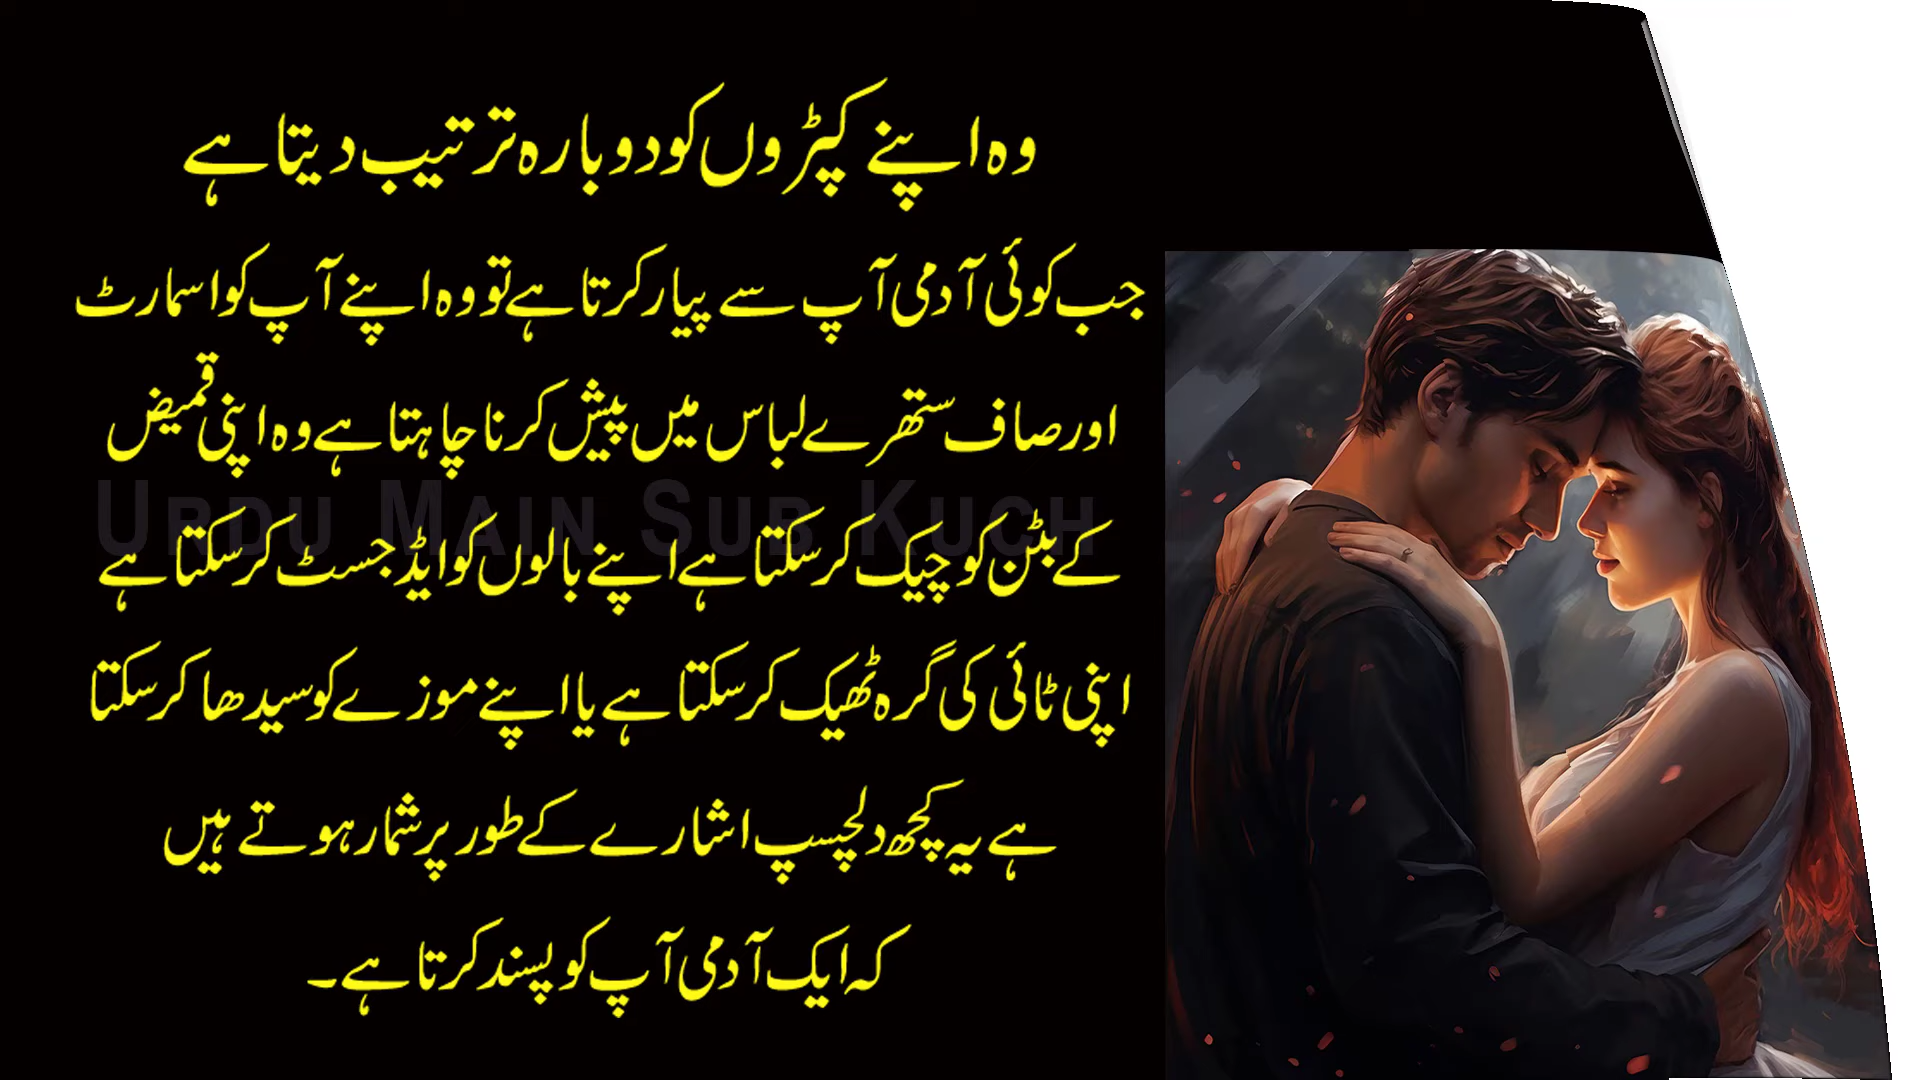 وہ اپنے کپڑوں کو دوبارہ ترتیب دیتا ہے
جب کوئی آدمی آپ سے پیار کرتا ہے تو وہ اپنے آپ کو اسمارٹ
اور صاف ستھرے لباس میں پیش کرنا چاہتا ہے وہ اپنی قمیض
Urdu Main Sub Kuch
کے بٹن کو چیک کر سکتا ہے اپنے بالوں کو ایڈجسٹ کر سکتا ہے
اپنی ٹائی کی گرہ ٹھیک کر سکتا ہے یا اپنے موزے کو سیدھا کر سکتا
ہے یہ کچھ دلچسپ اشارے کے طور پر شمار ہوتے ہیں
کہ ایک آدمی آپ کو پسند کرتا ہے۔